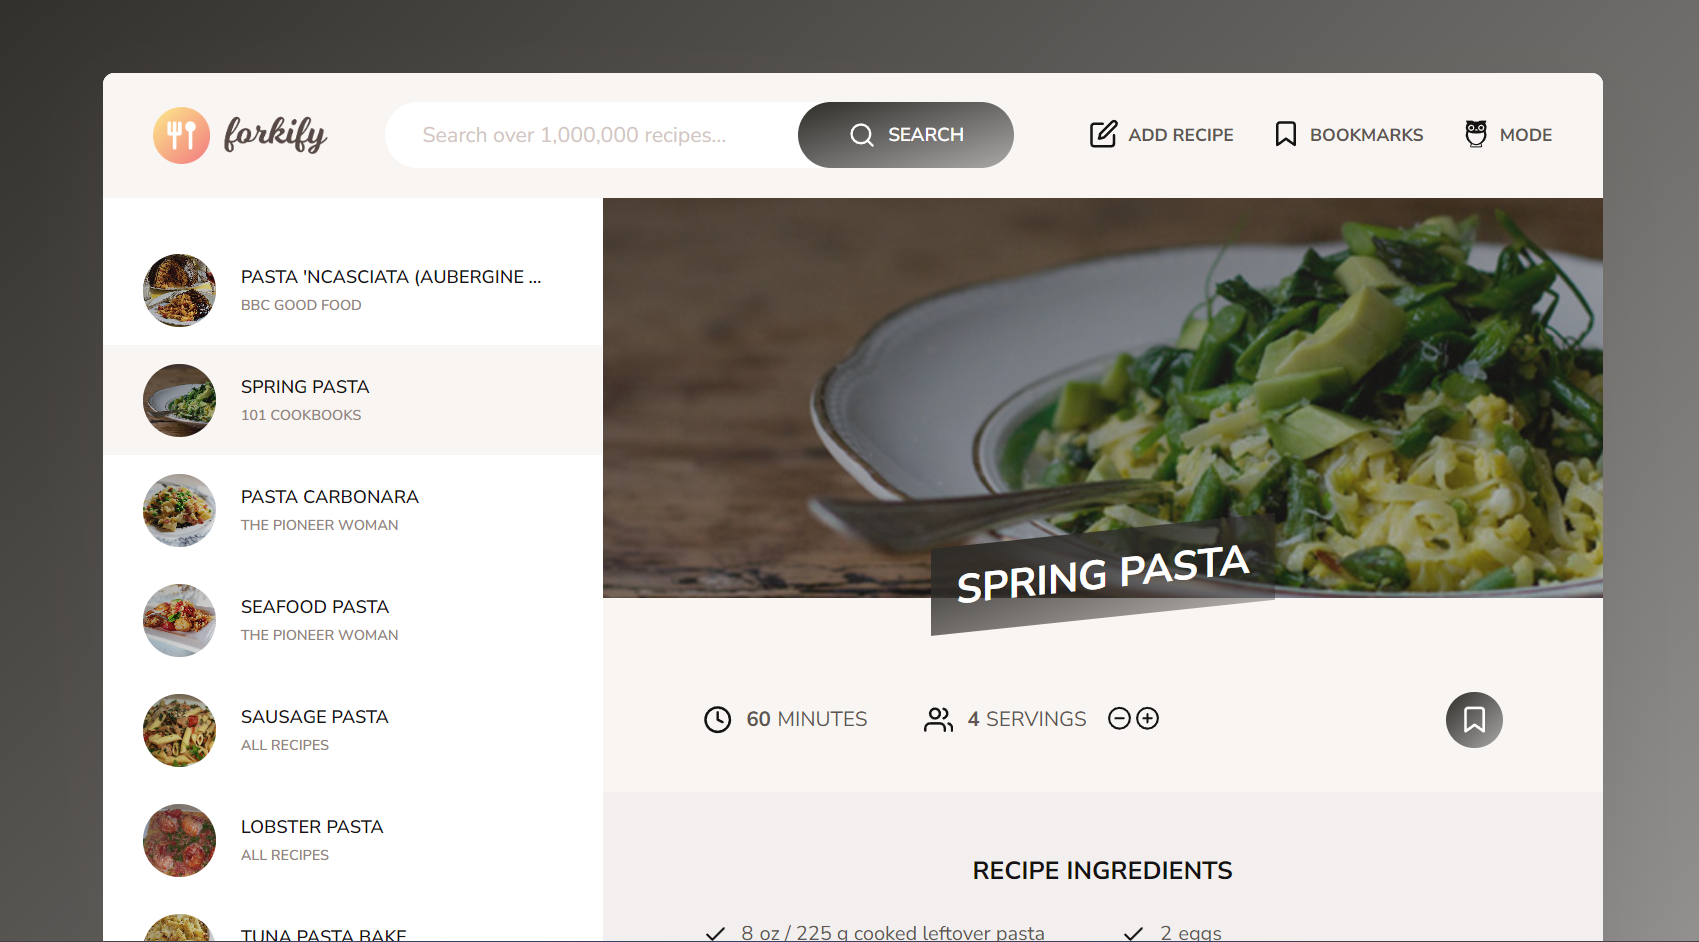 forkify
Search over 1,000,000 recipes...
SEARCH
ADD RECIPE
BOOKMARKS
MODE
PASTA 'NCASCIATA (AUBERGINE ...
BBC GOOD FOOD
SPRING PASTA
101 COOKBOOKS
PASTA CARBONARA
THE PIONEER WOMAN
SEAFOOD PASTA
THE PIONEER WOMAN
SAUSAGE PASTA
ALL RECIPES
LOBSTER PASTA
ALL RECIPES
TUNA PASTA BAKE
SPRING PASTA
60 MINUTES
4 SERVINGS
RECIPE INGREDIENTS
8 oz / 225 g cooked leftover pasta
2 eggs